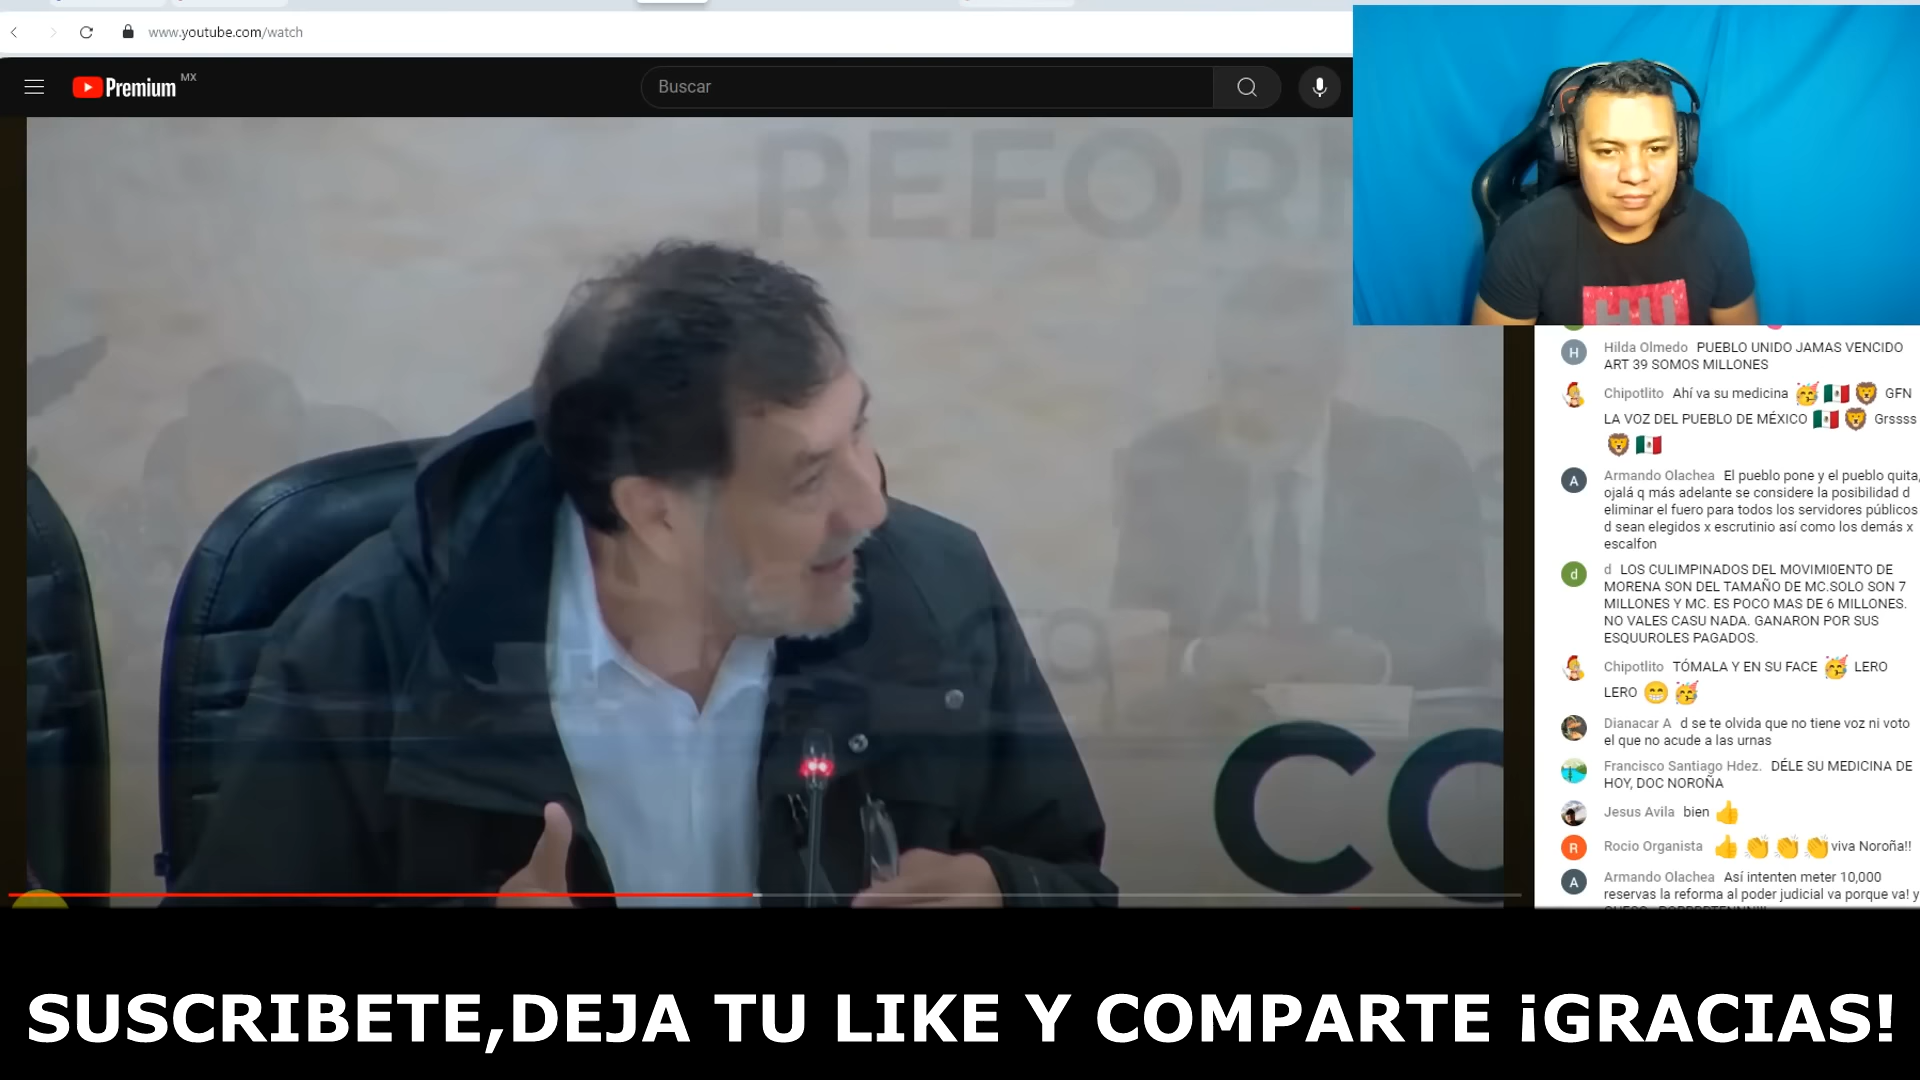 www.youtube.com/watch
Premium MX
Buscar
REFOR
CO
HU
Hilda Olmedo PUEBLO UNIDO JAMAS VENCIDO
ART 39 SOMOS MILLONES
Chipotlito Ahí va su medicina 🥳🇲🇽🦁 GFN
LA VOZ DEL PUEBLO DE MÉXICO 🇲🇽🦁 Grssss
🦁🇲🇽
Armando Olachea El pueblo pone y el pueblo quita,
ojalá q más adelante se considere la posibilidad d
eliminar el fuero para todos los servidores públicos
d sean elegidos x escrutinio así como los demás x
escalfon
d LOS CULIMPINADOS DEL MOVIMI0ENTO DE
MORENA SON DEL TAMAÑO DE MC.SOLO SON 7
MILLONES Y MC. ES POCO MAS DE 6 MILLONES.
NO VALES CASU NADA. GANARON POR SUS
ESQUUROLES PAGADOS.
Chipotlito TÓMALA Y EN SU FACE 🥳 LERO
LERO 😁🥳
Dianacar A d se te olvida que no tiene voz ni voto
el que no acude a las urnas
Francisco Santiago Hdez. DÉLE SU MEDICINA DE
HOY, DOC NOROÑA
Jesus Avila bien 👍
Rocio Organista 👍👏👏👏viva Noroña!!
Armando Olachea Así intenten meter 10,000
reservas la reforma al poder judicial va porque va! y
SUSCRIBETE,DEJA TU LIKE Y COMPARTE ¡GRACIAS!